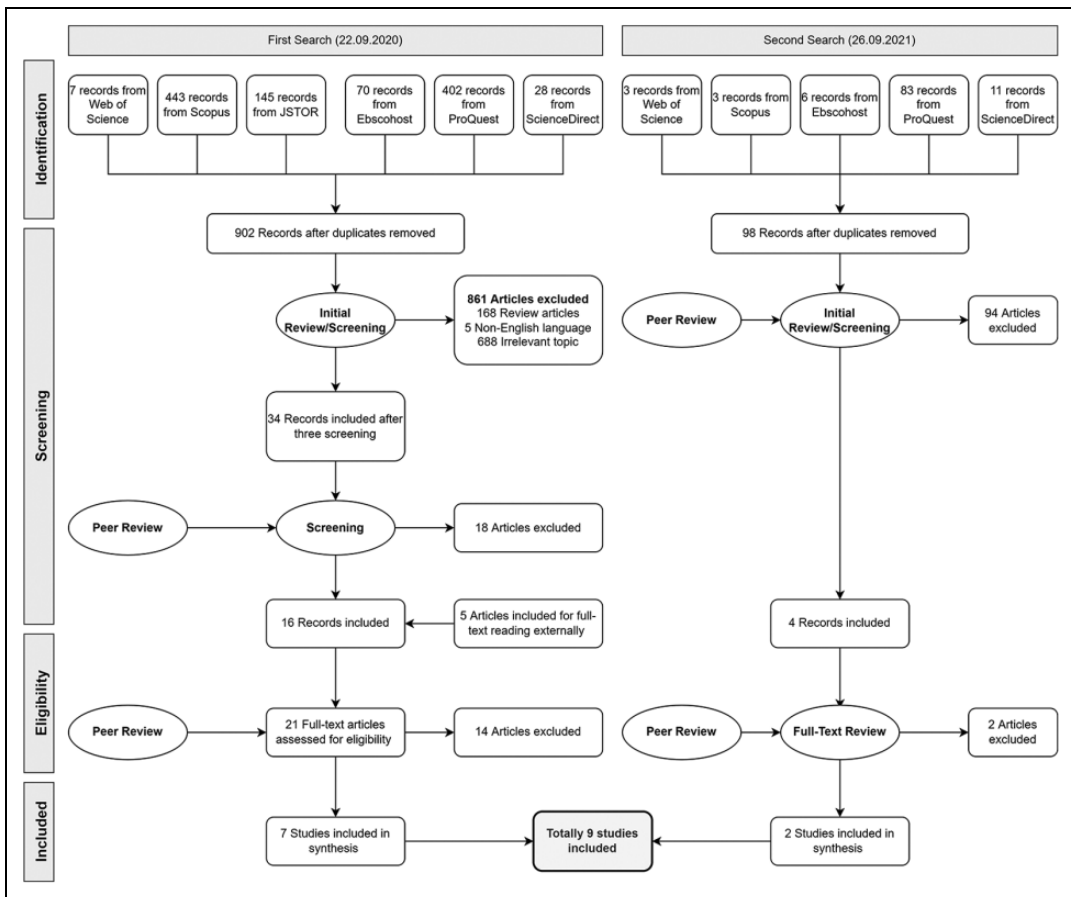 First Search (22.09.2020)
Second Search (26.09.2021)
Identification
7 records from
Web of
Science
443 records
from Scopus
145 records
from JSTOR
70 records
from
Ebscohost
402 records
from
ProQuest
28 records
from
ScienceDirect
3 records
from Web of
Science
3 records
from
Scopus
6 records
from
Ebscohost
83 records
from
ProQuest
11 records
from
ScienceDirect
902 Records after duplicates removed
98 Records after duplicates removed
Screening
Initial
Review/Screening
861 Articles excluded
168 Review articles
5 Non-English language
688 Irrelevant topic
Peer Review
Initial
Review/Screening
94 Articles
excluded
34 Records included after
three screening
Peer Review
Screening
18 Articles excluded
16 Records included
5 Articles included for full-
text reading externally
4 Records included
Eligibility
Peer Review
21 Full-text articles
assessed for eligibility
14 Articles excluded
Peer Review
Full-Text Review
2 Articles
excluded
Included
7 Studies included in
synthesis
Totally 9 studies
included
2 Studies included in
synthesis